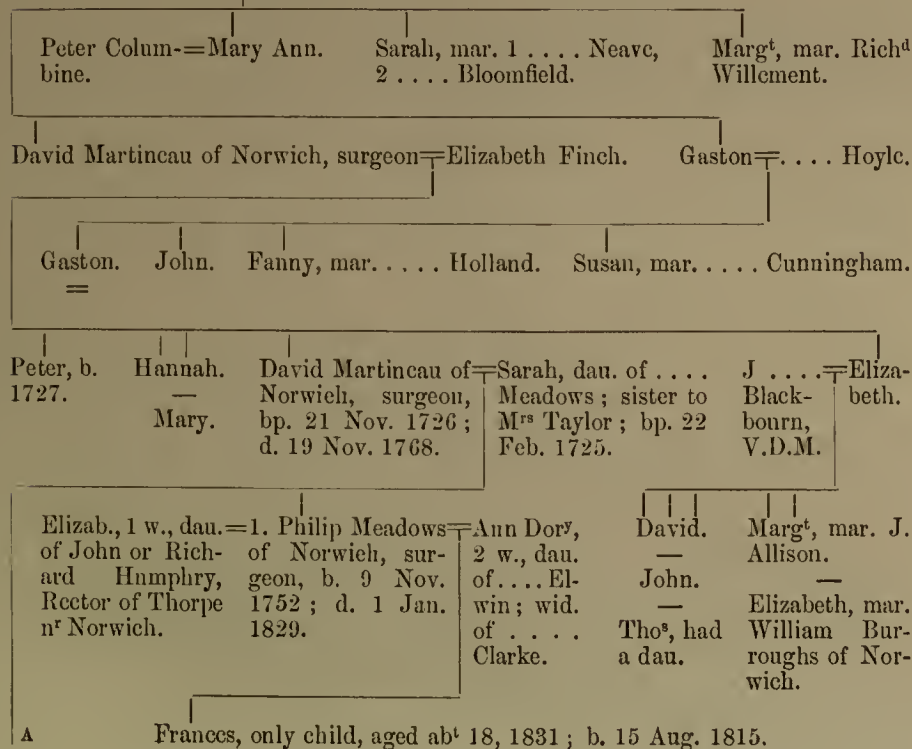 Peter Colum-=Mary Ann.
bine.
Sarah, mar. 1 . . . . Neave,
2 . . . . Bloomfield.
Margᵗ, mar. Richᵈ
Willement.
David Martineau of Norwich, surgeon=Elizabeth Finch.
Gaston=. . . . Hoyle.
Gaston.
=
John.
Fanny, mar. . . . . Holland.
Susan, mar. . . . . Cunningham.
Peter, b.
1727.
Hannah.
—
Mary.
David Martineau of=Sarah, dau. of . . . .
Norwich, surgeon,
bp. 21 Nov. 1726 ;
d. 19 Nov. 1768.
Meadows ; sister to
Mʳˢ Taylor ; bp. 22
Feb. 1725.
J . . . .=Eliza-
Black-
bourn,
V.D.M.
beth.
Elizab., 1 w., dau.=1. Philip Meadows=Ann Dorʸ,
of John or Rich-
ard Humphry,
Rector of Thorpe
nʳ Norwich.
of Norwich, sur-
geon, b. 9 Nov.
1752 ; d. 1 Jan.
1829.
2 w., dau.
of . . . . El-
win ; wid.
of . . . .
Clarke.
David.
—
John.
—
Thoˢ, had
a dau.
Margᵗ, mar. J.
Allison.
—
Elizabeth, mar.
William Bur-
roughs of Nor-
wich.
A
Frances, only child, aged abᵗ 18, 1831 ; b. 15 Aug. 1815.